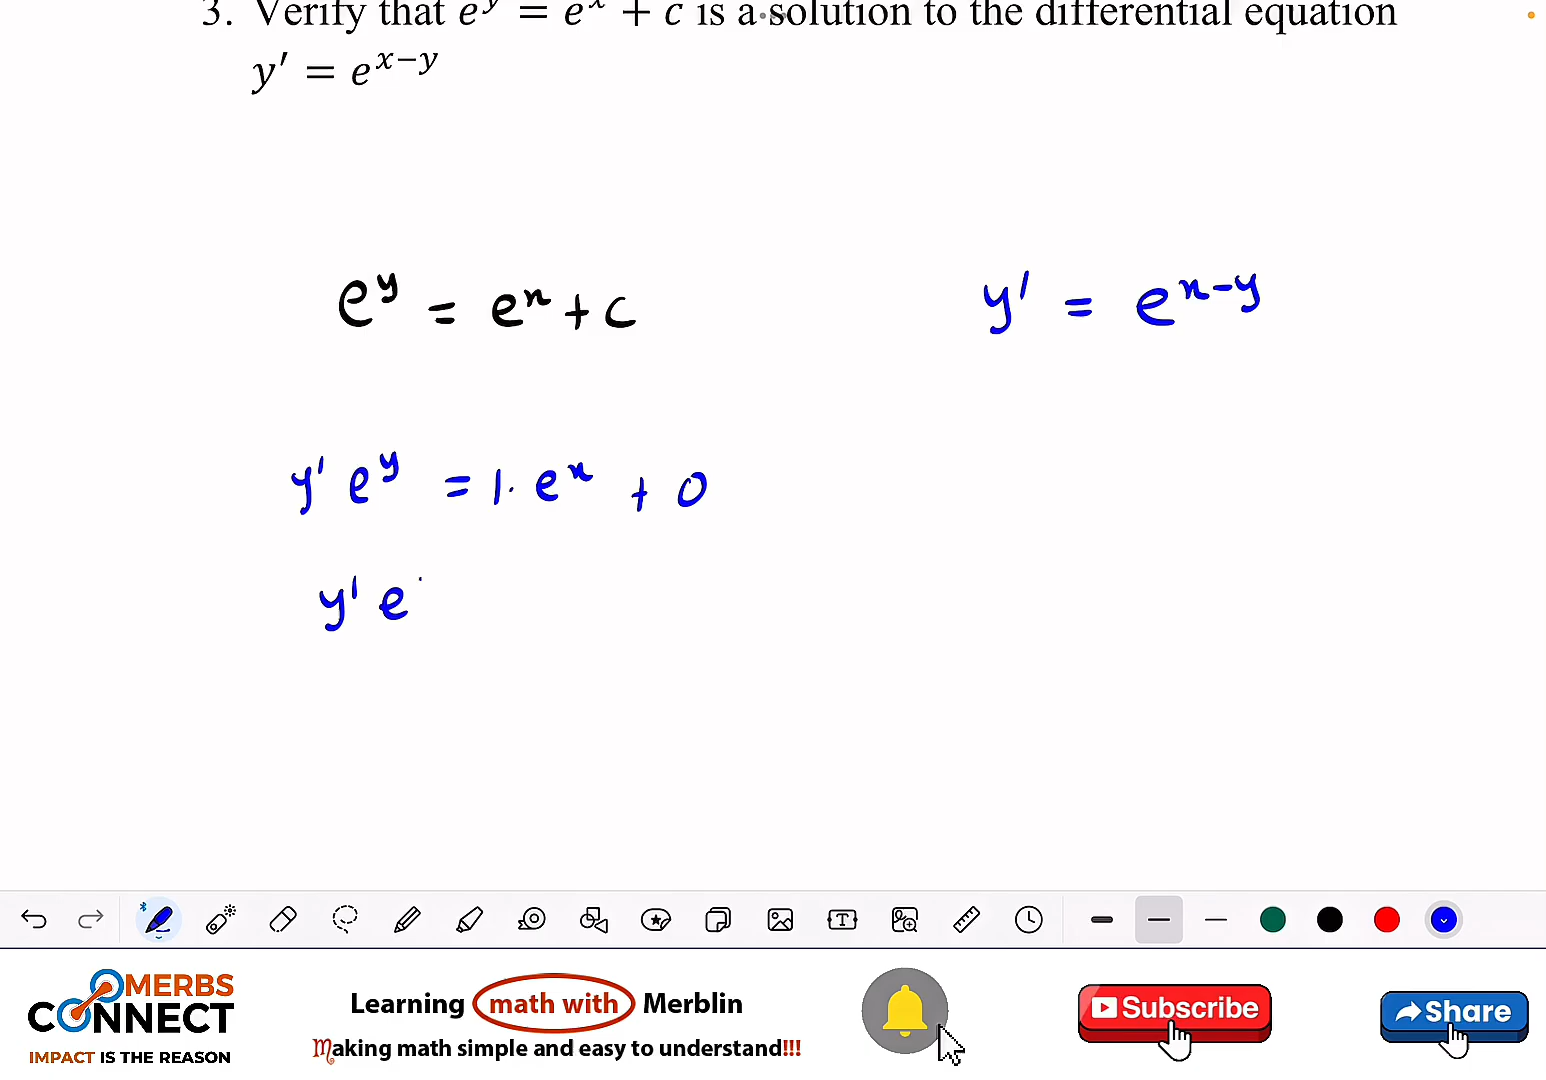 3. Verify that e^y = e^x + c is a solution to the differential equation
y′ = e^{x−y}
e^y = e^x + c
y' = e^{x-y}
y' e^y = 1. e^x + 0
y' e
MERBS
CONNECT
IMPACT IS THE REASON
Learning math with Merblin
Making math simple and easy to understand!!!
Subscribe
Share